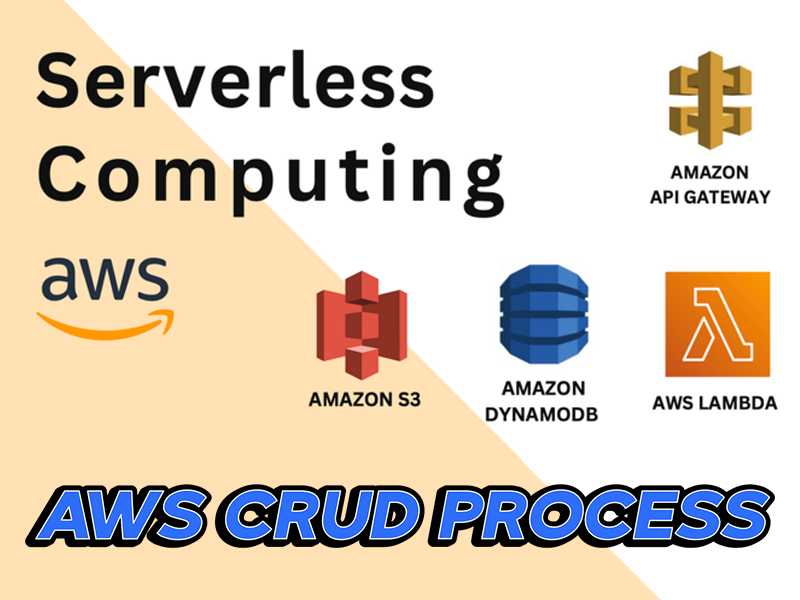 Serverless
Computing
AMAZON
API GATEWAY
aws
AMAZON S3
AMAZON
DYNAMODB
AWS LAMBDA
AWS CRUD PROCESS